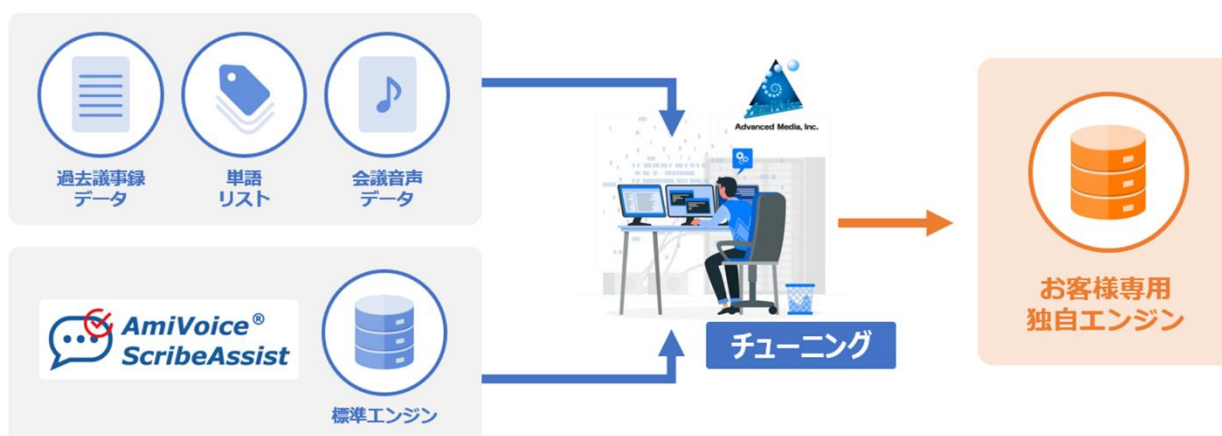 過去議事録
データ
単語
リスト
会議音声
データ
AmiVoice®
ScribeAssist
標準エンジン
AmiVoice
Advanced Media, Inc.
チューニング
お客様専用
独自エンジン